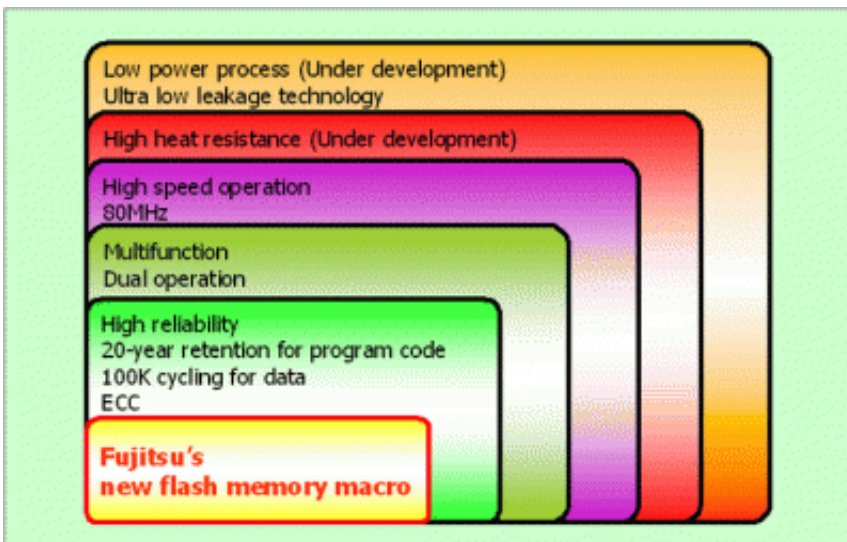 Low power process (Under development)
Ultra low leakage technology
High heat resistance (Under development)
High speed operation
80MHz
Multifunction
Dual operation
High reliability
20-year retention for program code
100K cycling for data
ECC
Fujitsu's
new flash memory macro